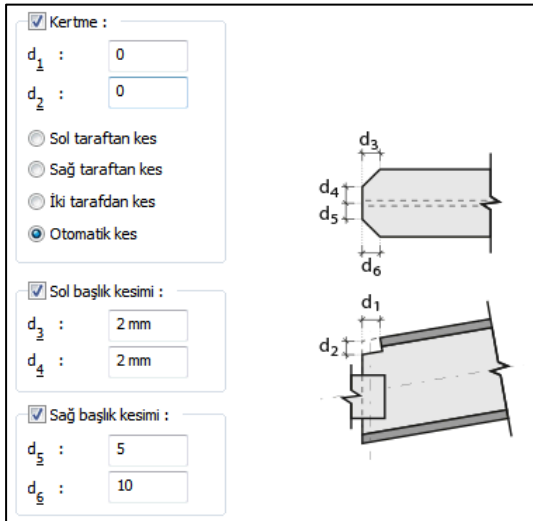 Kertme :
d1 : 0
d2 : 0
Sol taraftan kes
Sağ taraftan kes
İki tarafdan kes
Otomatik kes
Sol başlık kesimi :
d3 : 2 mm
d4 : 2 mm
Sağ başlık kesimi :
d5 : 5
d6 : 10
d3
d4
d5
d6
d1
d2